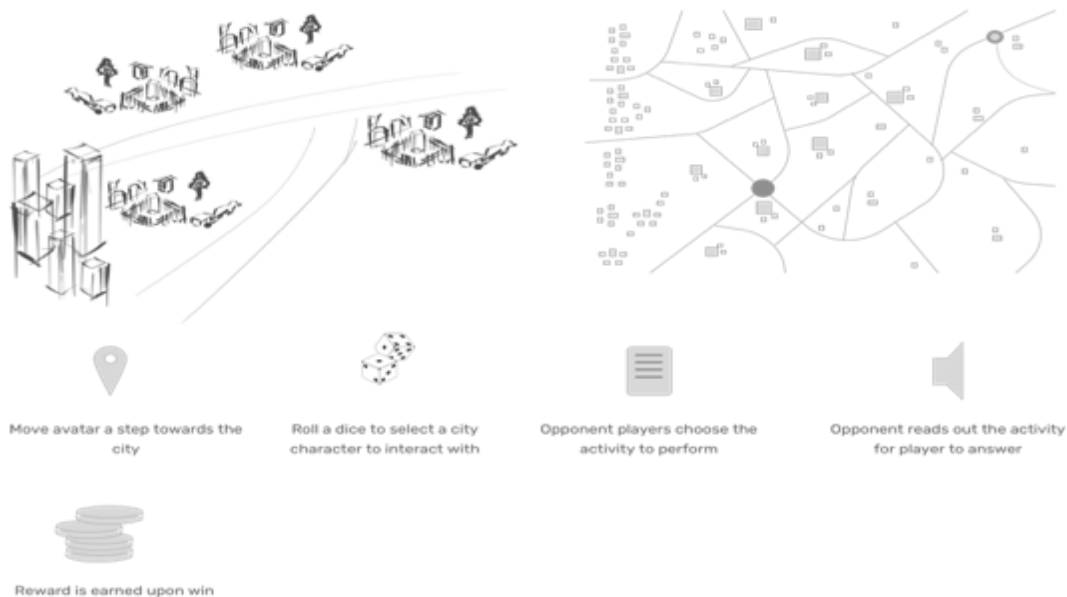 Move avatar a step towards the
city
Roll a dice to select a city
character to interact with
Opponent players choose the
activity to perform
Opponent reads out the activity
for player to answer
Reward is earned upon win